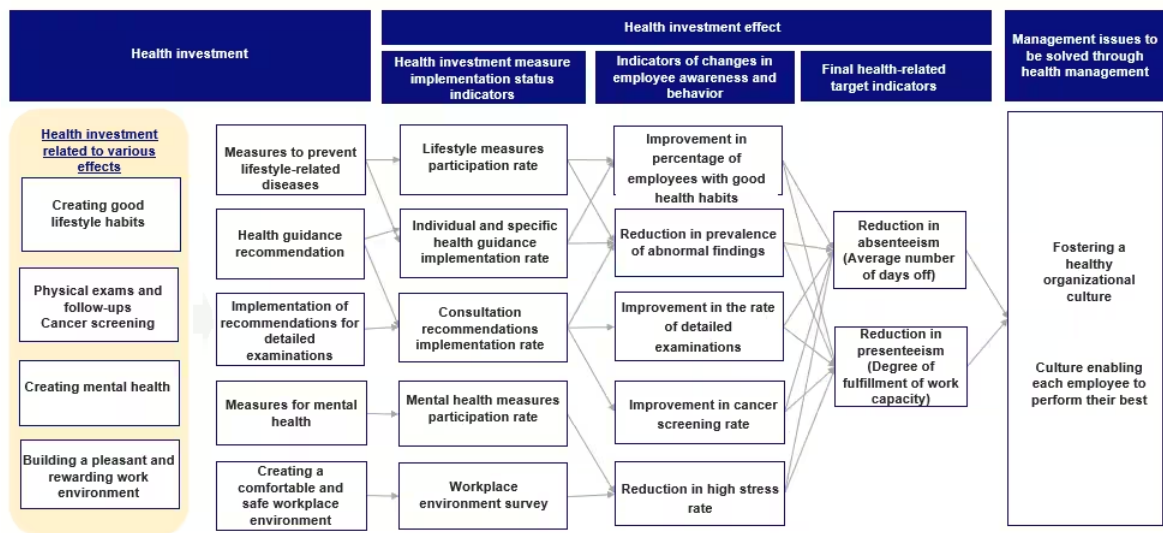 Health investment
Health investment effect
Management issues to
be solved through
health management
Health investment measure
implementation status
indicators
Indicators of changes in
employee awareness and
behavior
Final health-related
target indicators
Health investment
related to various
effects
Creating good
lifestyle habits
Physical exams and
follow-ups
Cancer screening
Creating mental health
Building a pleasant and
rewarding work
environment
Measures to prevent
lifestyle-related
diseases
Health guidance
recommendation
Implementation of
recommendations for
detailed
examinations
Measures for mental
health
Creating a
comfortable and
safe workplace
environment
Lifestyle measures
participation rate
Individual and specific
health guidance
implementation rate
Consultation
recommendations
implementation rate
Mental health measures
participation rate
Workplace
environment survey
Improvement in
percentage of
employees with good
health habits
Reduction in prevalence
of abnormal findings
Improvement in the rate
of detailed
examinations
Improvement in cancer
screening rate
Reduction in high stress
rate
Reduction in
absenteeism
(Average number
of days off)
Reduction in
presenteeism
(Degree of
fulfillment of work
capacity)
Fostering a
healthy
organizational
culture
Culture enabling
each employee to
perform their best